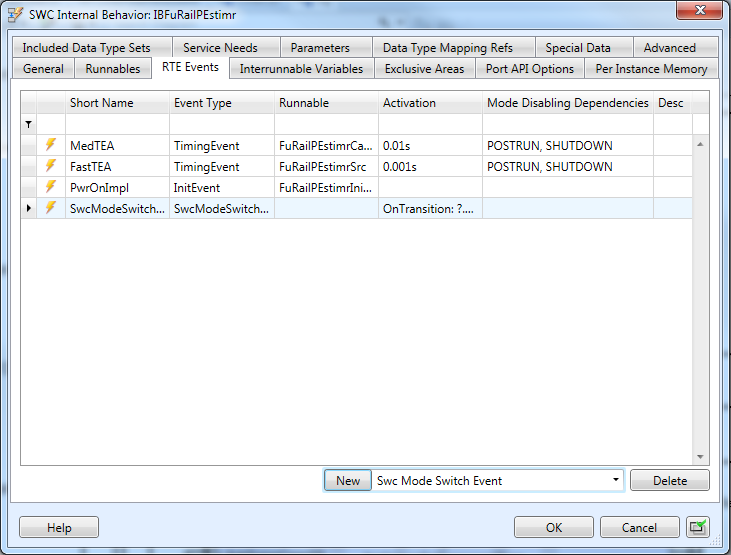 SWC Internal Behavior: IBFuRailPEstimr
Included Data Type Sets Service Needs Parameters Data Type Mapping Refs Special Data Advanced
General Runnables RTE Events Interrunnable Variables Exclusive Areas Port API Options Per Instance Memory
Short Name Event Type Runnable Activation Mode Disabling Dependencies Desc
MedTEA TimingEvent FuRailPEstimrCa... 0.01s POSTRUN, SHUTDOWN
FastTEA TimingEvent FuRailPEstimrSrc 0.001s POSTRUN, SHUTDOWN
PwrOnImpl InitEvent FuRailPEstimrIni...
SwcModeSwitch... SwcModeSwitch... OnTransition: ?....
New Swc Mode Switch Event Delete
Help OK Cancel